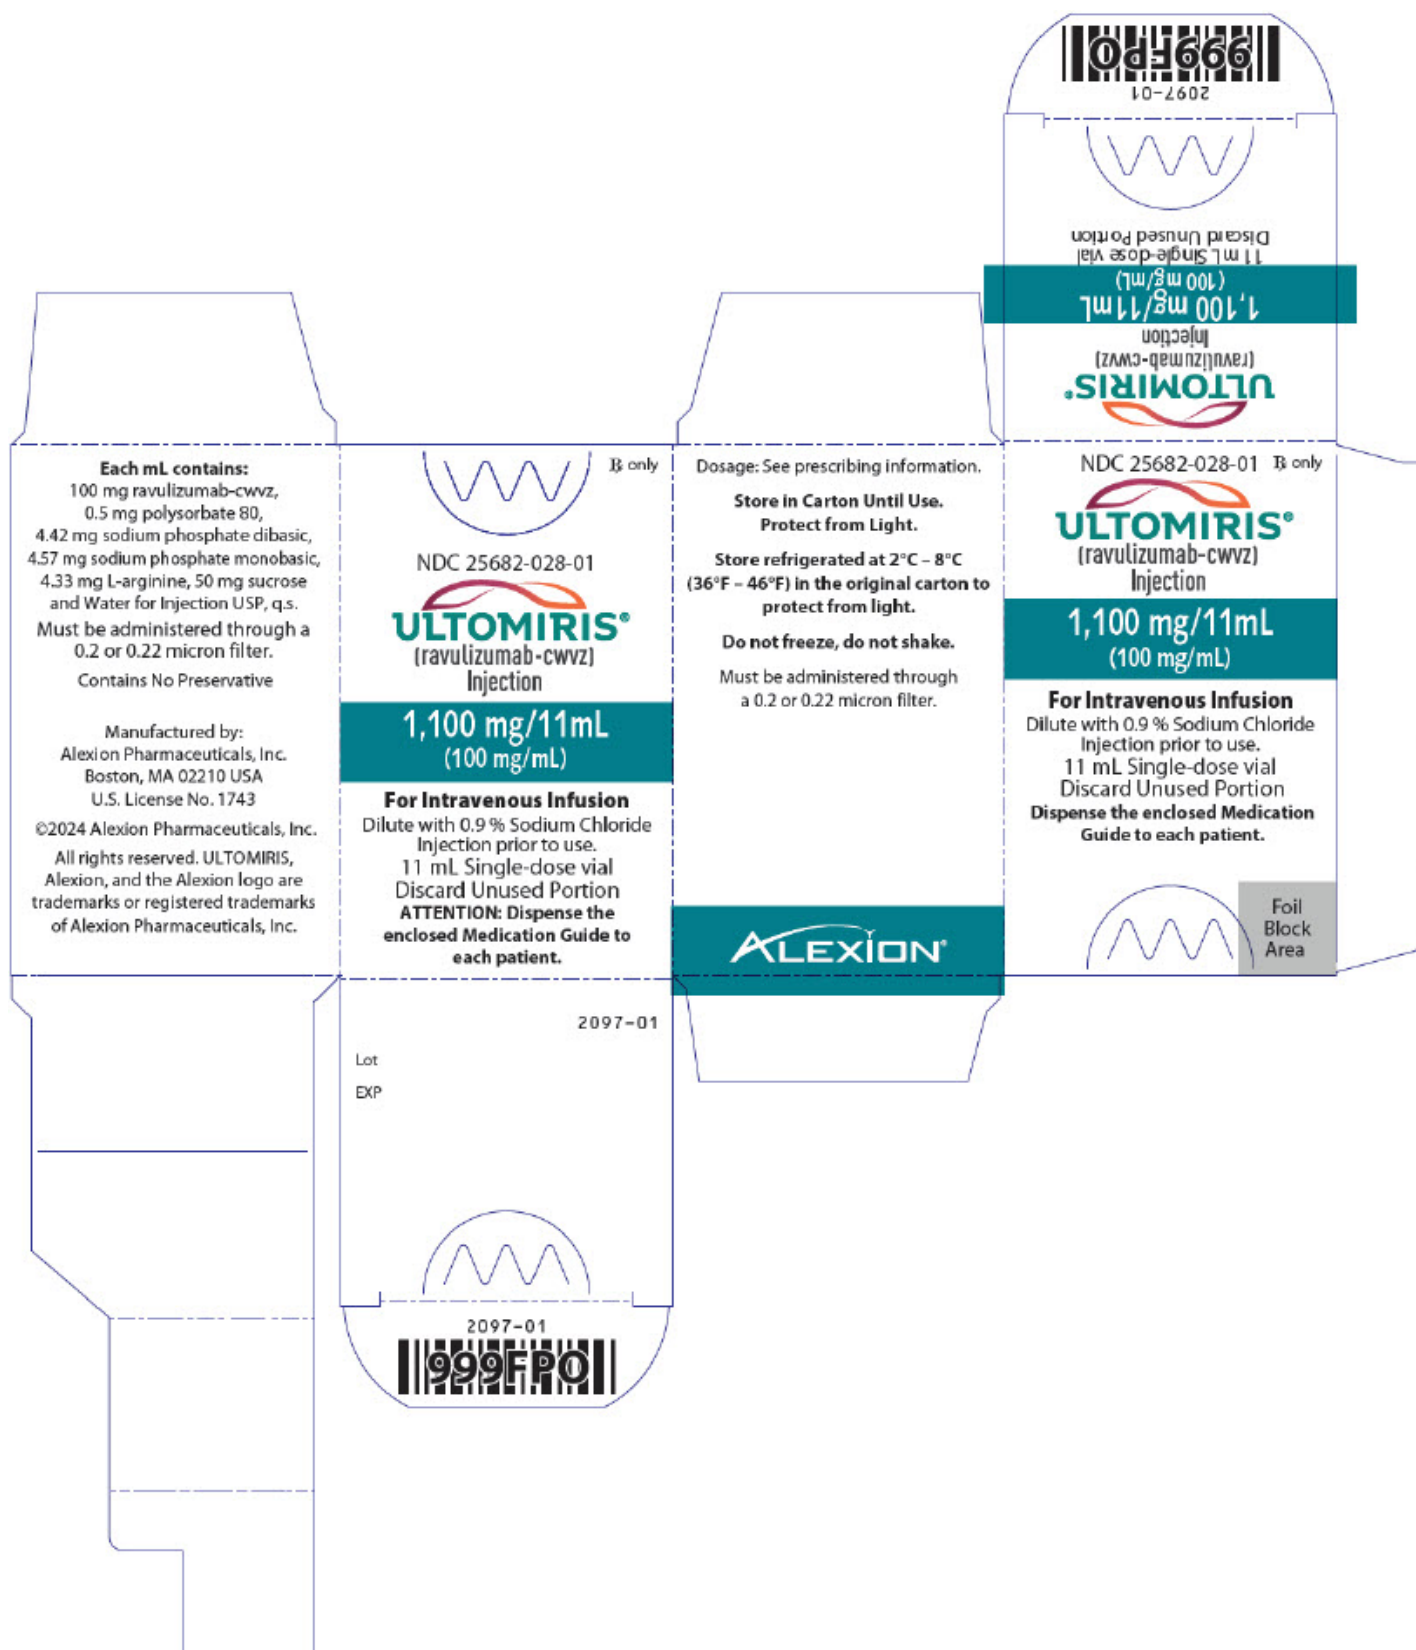 999FPO
2097-01
Discard Unused Portion
11 mL Single-dose vial
(100 mg/mL)
1,100 mg/11mL
Injection
(ravulizumab-cwvz)
ULTOMIRIS®
Each mL contains:
100 mg ravulizumab-cwvz,
0.5 mg polysorbate 80,
4.42 mg sodium phosphate dibasic,
4.57 mg sodium phosphate monobasic,
4.33 mg L-arginine, 50 mg sucrose
and Water for Injection USP, q.s.
Must be administered through a
0.2 or 0.22 micron filter.
Contains No Preservative
Manufactured by:
Alexion Pharmaceuticals, Inc.
Boston, MA 02210 USA
U.S. License No. 1743
©2024 Alexion Pharmaceuticals, Inc.
All rights reserved. ULTOMIRIS,
Alexion, and the Alexion logo are
trademarks or registered trademarks
of Alexion Pharmaceuticals, Inc.
℞ only
NDC 25682-028-01
ULTOMIRIS®
(ravulizumab-cwvz)
Injection
1,100 mg/11mL
(100 mg/mL)
For Intravenous Infusion
Dilute with 0.9 % Sodium Chloride
Injection prior to use.
11 mL Single-dose vial
Discard Unused Portion
ATTENTION: Dispense the
enclosed Medication Guide to
each patient.
2097-01
Lot
EXP
2097-01
999FPO
Dosage: See prescribing information.
Store in Carton Until Use.
Protect from Light.
Store refrigerated at 2°C – 8°C
(36°F – 46°F) in the original carton to
protect from light.
Do not freeze, do not shake.
Must be administered through
a 0.2 or 0.22 micron filter.
ALEXION®
NDC 25682-028-01 ℞ only
ULTOMIRIS®
(ravulizumab-cwvz)
Injection
1,100 mg/11mL
(100 mg/mL)
For Intravenous Infusion
Dilute with 0.9 % Sodium Chloride
Injection prior to use.
11 mL Single-dose vial
Discard Unused Portion
Dispense the enclosed Medication
Guide to each patient.
Foil
Block
Area